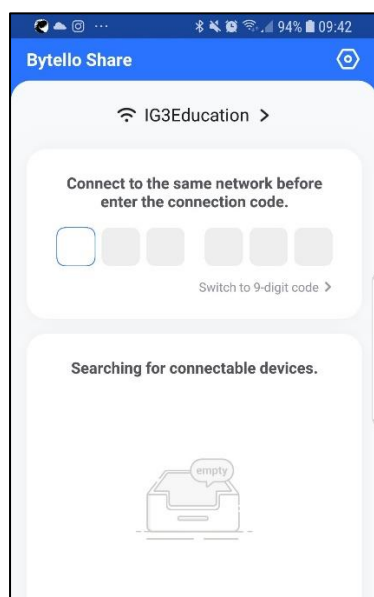 94% 09:42
Bytello Share
IG3Education >
Connect to the same network before
enter the connection code.
Switch to 9-digit code >
Searching for connectable devices.
empty